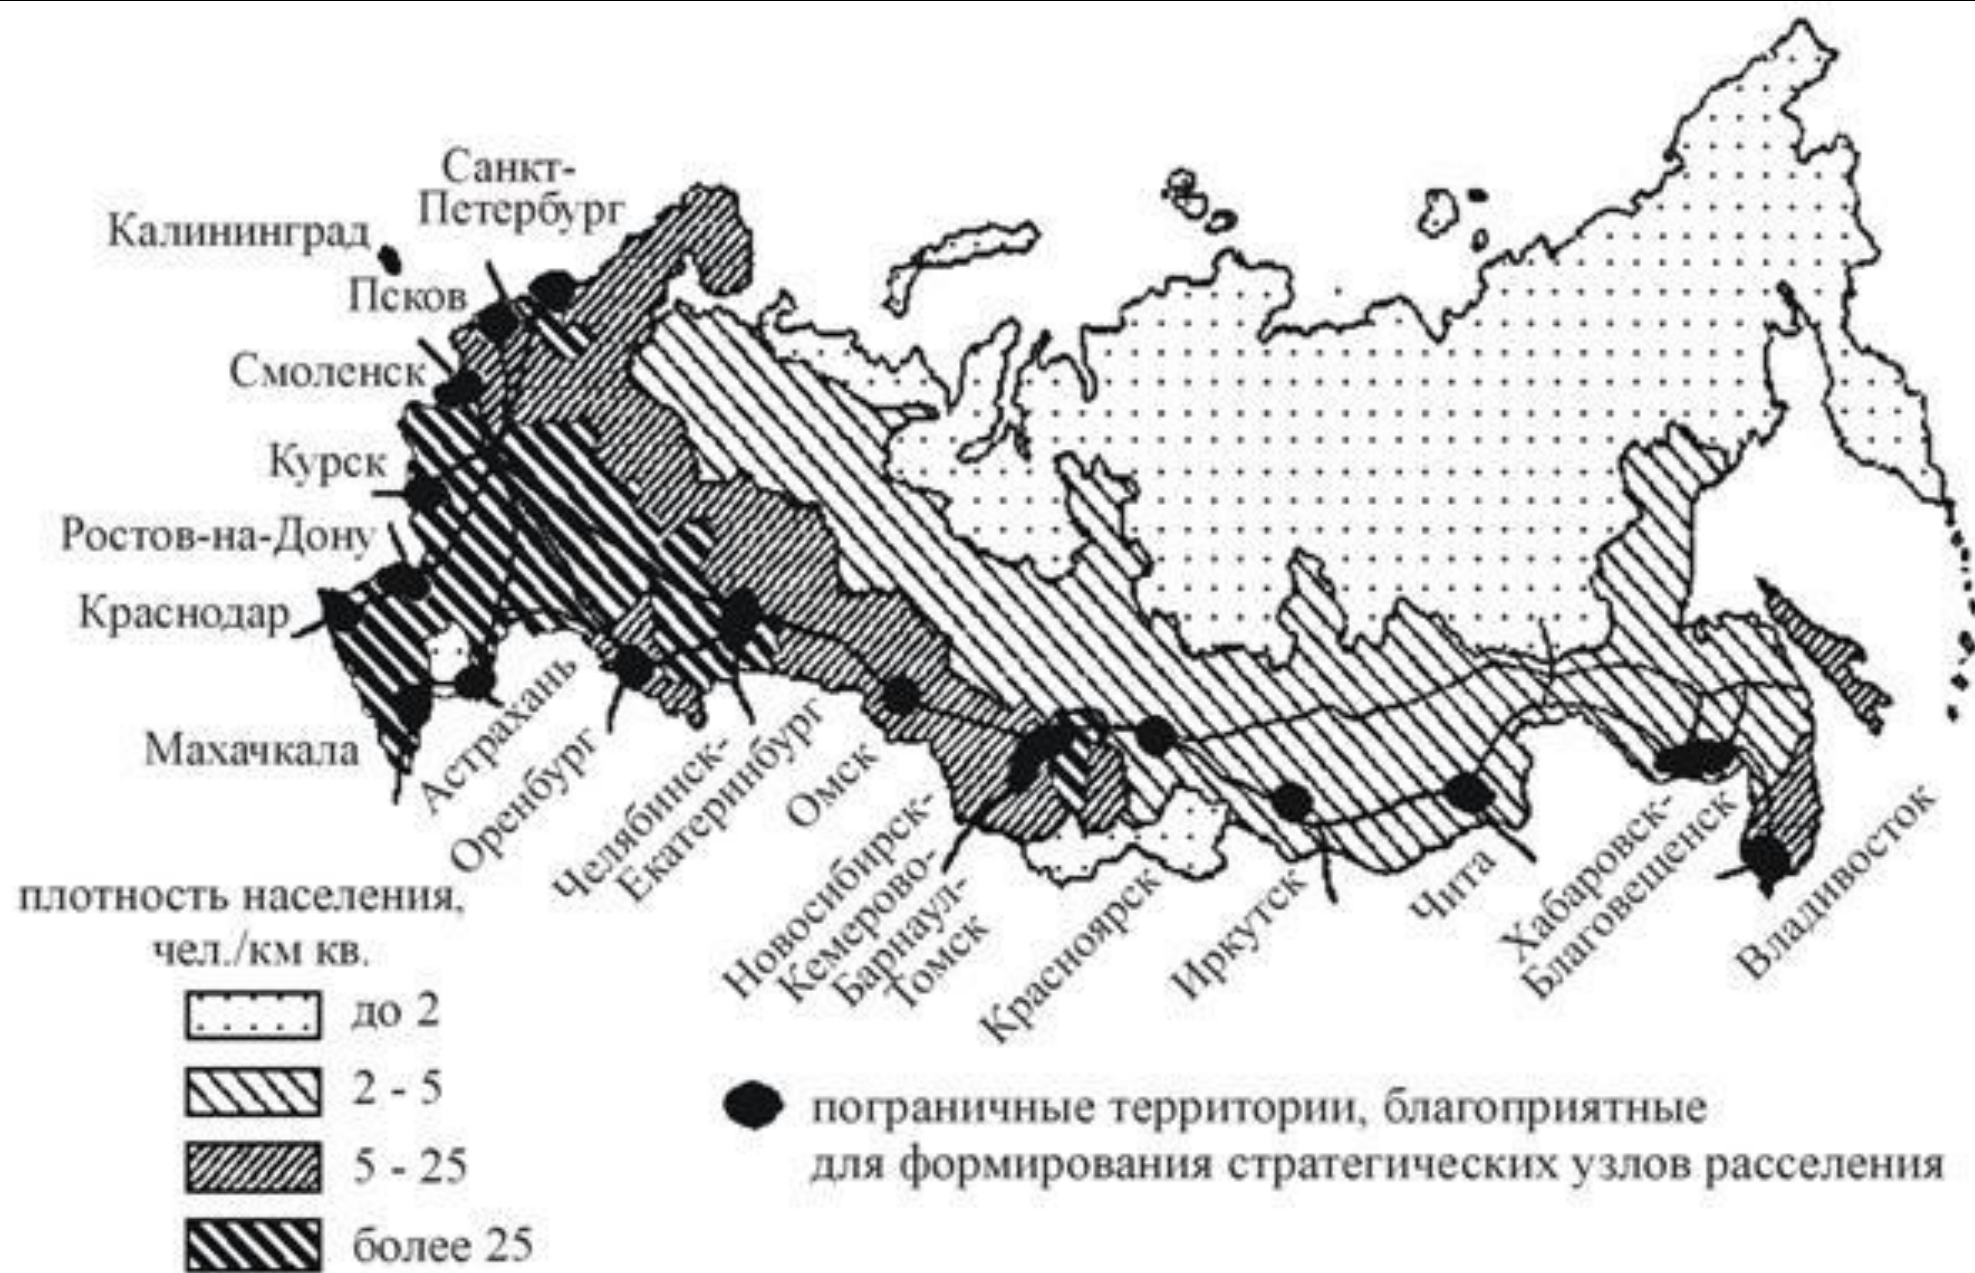 Санкт-
Петербург
Калининград
Псков
Смоленск
Курск
Ростов-на-Дону
Краснодар
Махачкала
Астрахань
Оренбург
Челябинск-
Екатеринбург
Омск
Новосибирск-
Кемерово-
Барнаул-
Томск
Красноярск
Иркутск
Чита
Хабаровск-
Благовещенск
Владивосток
плотность населения,
чел./км кв.
до 2
2 - 5
5 - 25
более 25
пограничные территории, благоприятные
для формирования стратегических узлов расселения